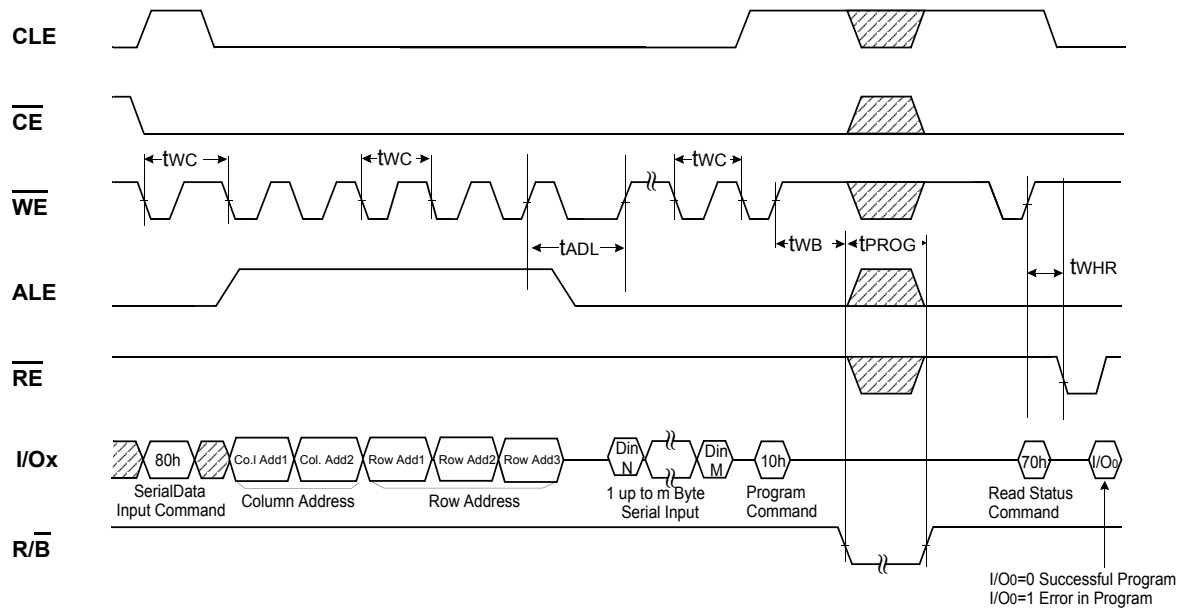 CLE
CE
tWC tWC tWC
WE
tADL tWB tPROG tWHR
ALE
RE
I/Ox 80h Co.l Add1 Col. Add2 Row Add1 Row Add2 Row Add3 Din N Din M 10h 70h I/O0
SerialData Input Command
Column Address
Row Address
1 up to m Byte Serial Input
Program Command
Read Status Command
R/B
I/O0=0 Successful Program
I/O0=1 Error in Program